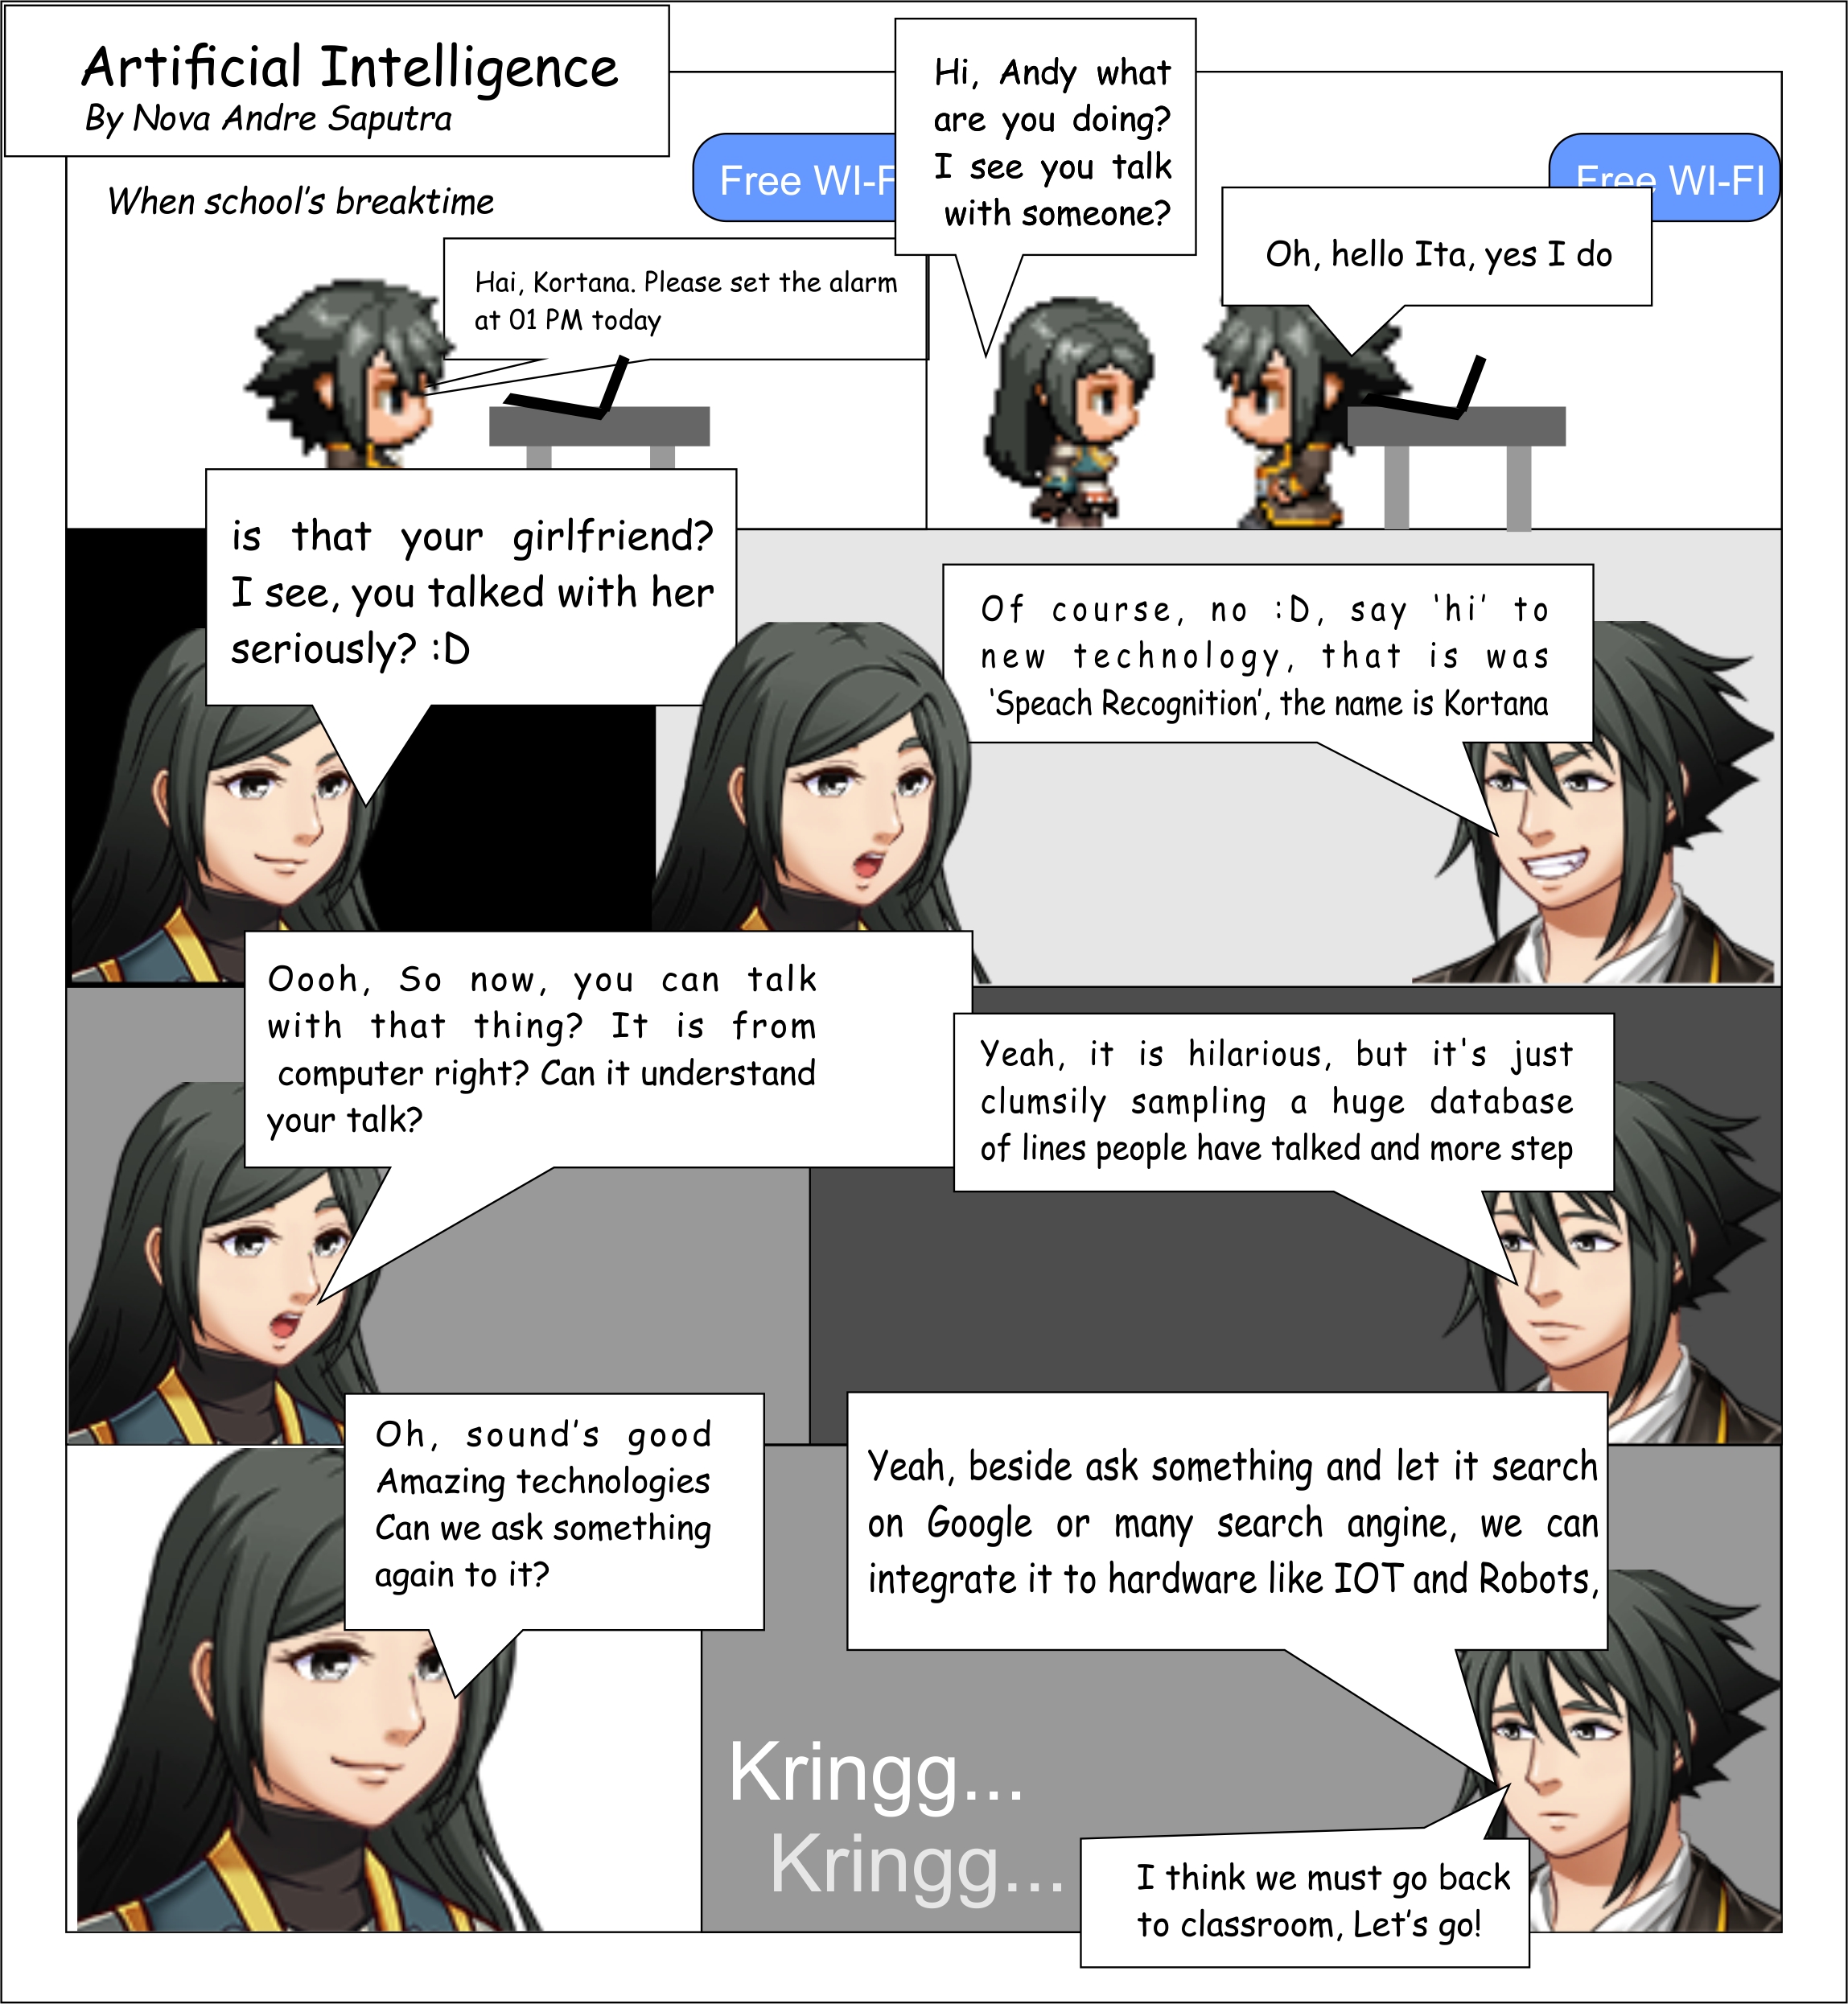 Artificial Intelligence
By Nova Andre Saputra
When school's breaktime
Free WI-F
Hai, Kortana. Please set the alarm
at 01 PM today
Hi, Andy what
are you doing?
I see you talk
with someone?
Free WI-FI
Oh, hello Ita, yes I do
is that your girlfriend?
I see, you talked with her
seriously? :D
Of course, no :D, say ‘hi’ to
new technology, that is was
‘Speach Recognition’, the name is Kortana
Oooh, So now, you can talk
with that thing? It is from
computer right? Can it understand
your talk?
Yeah, it is hilarious, but it's just
clumsily sampling a huge database
of lines people have talked and more step
Oh, sound’s good
Amazing technologies
Can we ask something
again to it?
Yeah, beside ask something and let it search
on Google or many search angine, we can
integrate it to hardware like IOT and Robots,
Kringg...
Kringg...
I think we must go back
to classroom, Let’s go!